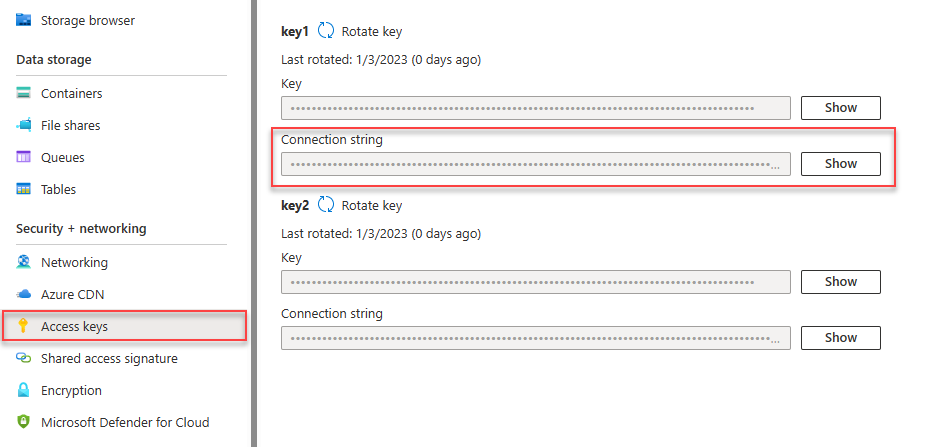 Storage browser
Data storage
Containers
File shares
Queues
Tables
Security + networking
Networking
Azure CDN
Access keys
Shared access signature
Encryption
Microsoft Defender for Cloud
key1 Rotate key
Last rotated: 1/3/2023 (0 days ago)
Key
Show
Connection string
... Show
key2 Rotate key
Last rotated: 1/3/2023 (0 days ago)
Key
Show
Connection string
... Show